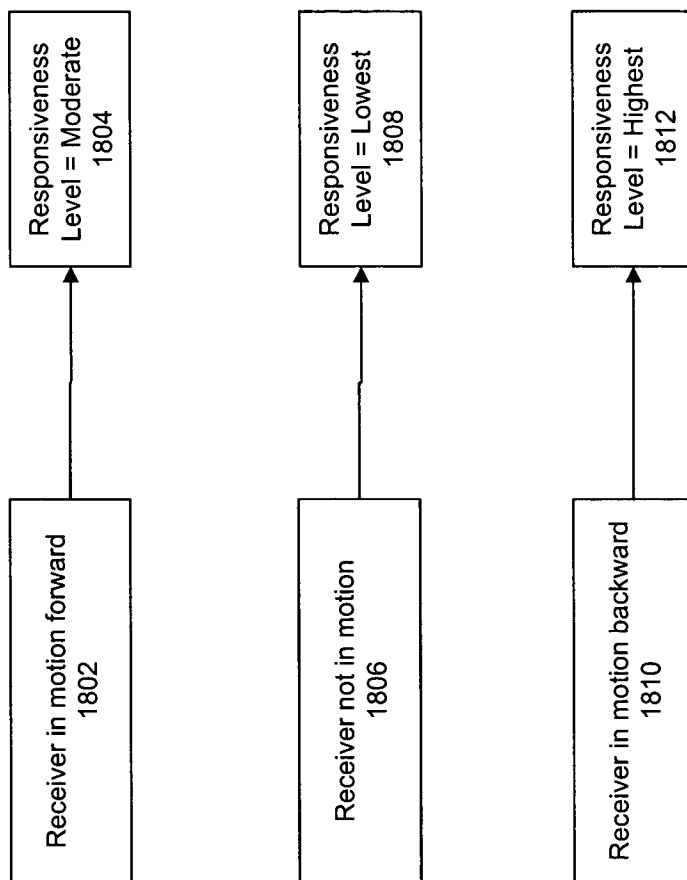 Receiver in motion forward
1802
Responsiveness
Level = Moderate
1804
Receiver not in motion
1806
Responsiveness
Level = Lowest
1808
Receiver in motion backward
1810
Responsiveness
Level = Highest
1812